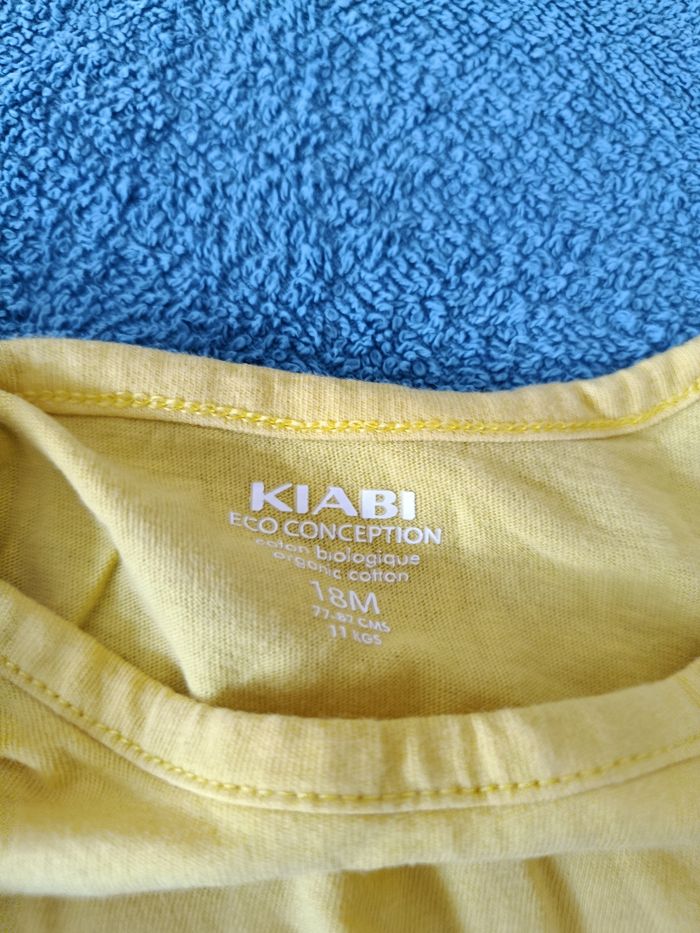 KIABI
ECO CONCEPTION
coton biologique
organic cotton
18M
77-82 CMS
11 KGS